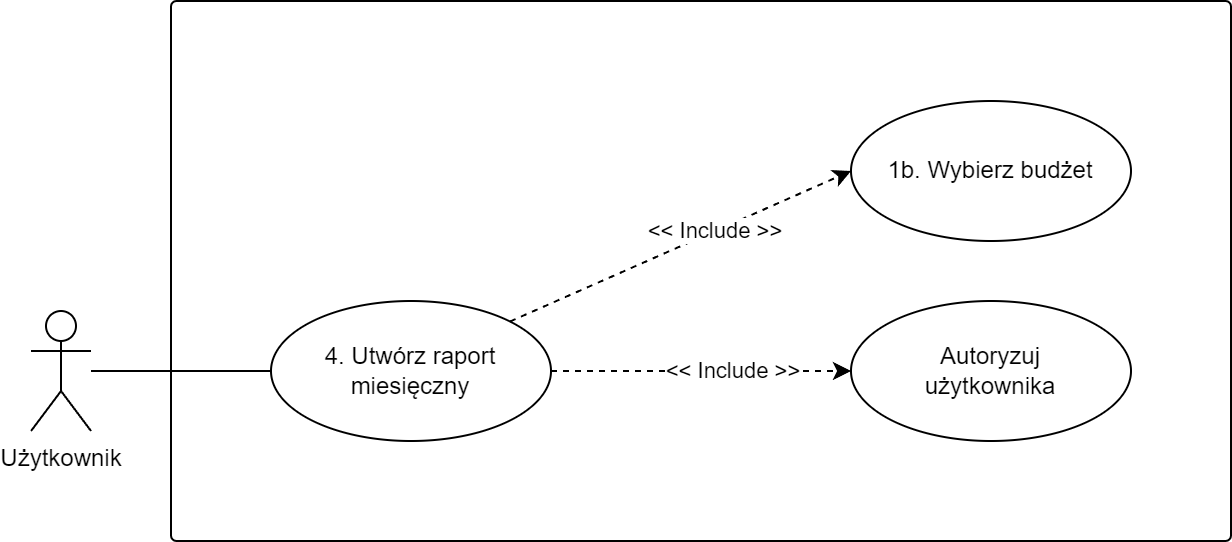 1b. Wybierz budżet
<< Include >>
4. Utwórz raport
miesięczny
<< Include >>
Autoryzuj
użytkownika
Użytkownik